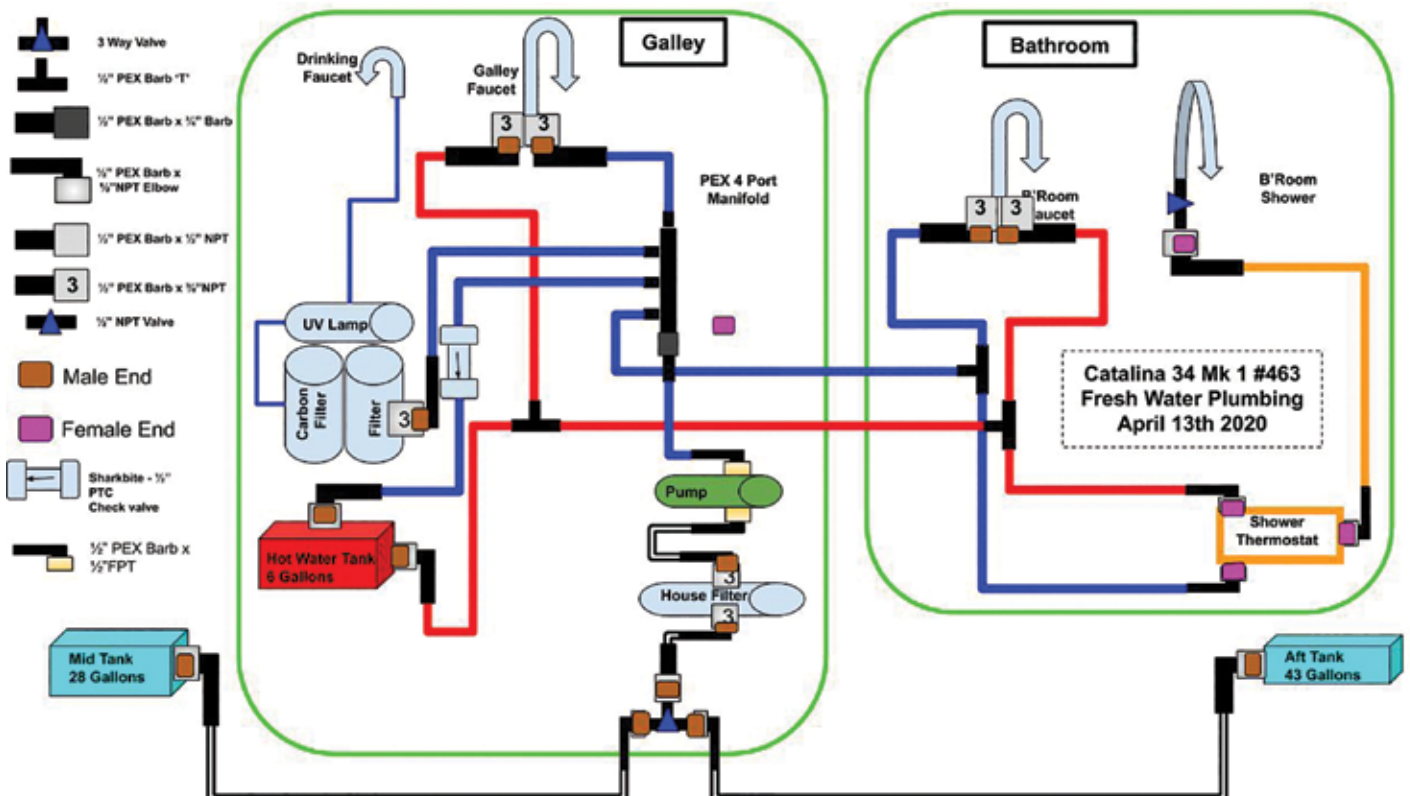 3 Way Valve
½" PEX Barb 'T'
½" PEX Barb x ¾" Barb
½" PEX Barb x
⅜"NPT Elbow
½" PEX Barb x ½" NPT
3
½" PEX Barb x ⅜"NPT
½" NPT Valve
Male End
Female End
Sharkbite - ½"
PTC
Check valve
½" PEX Barb x
½"FPT
Galley
Drinking
Faucet
Galley
Faucet
3
3
PEX 4 Port
Manifold
UV Lamp
Carbon
Filter
Filter
3
Hot Water Tank
6 Gallons
Pump
3
House Filter
3
Mid Tank
28 Gallons
Bathroom
3
3
B'Room
B'Room
Shower
Catalina 34 Mk 1 #463
Fresh Water Plumbing
April 13th 2020
Shower
Thermostat
Aft Tank
43 Gallons